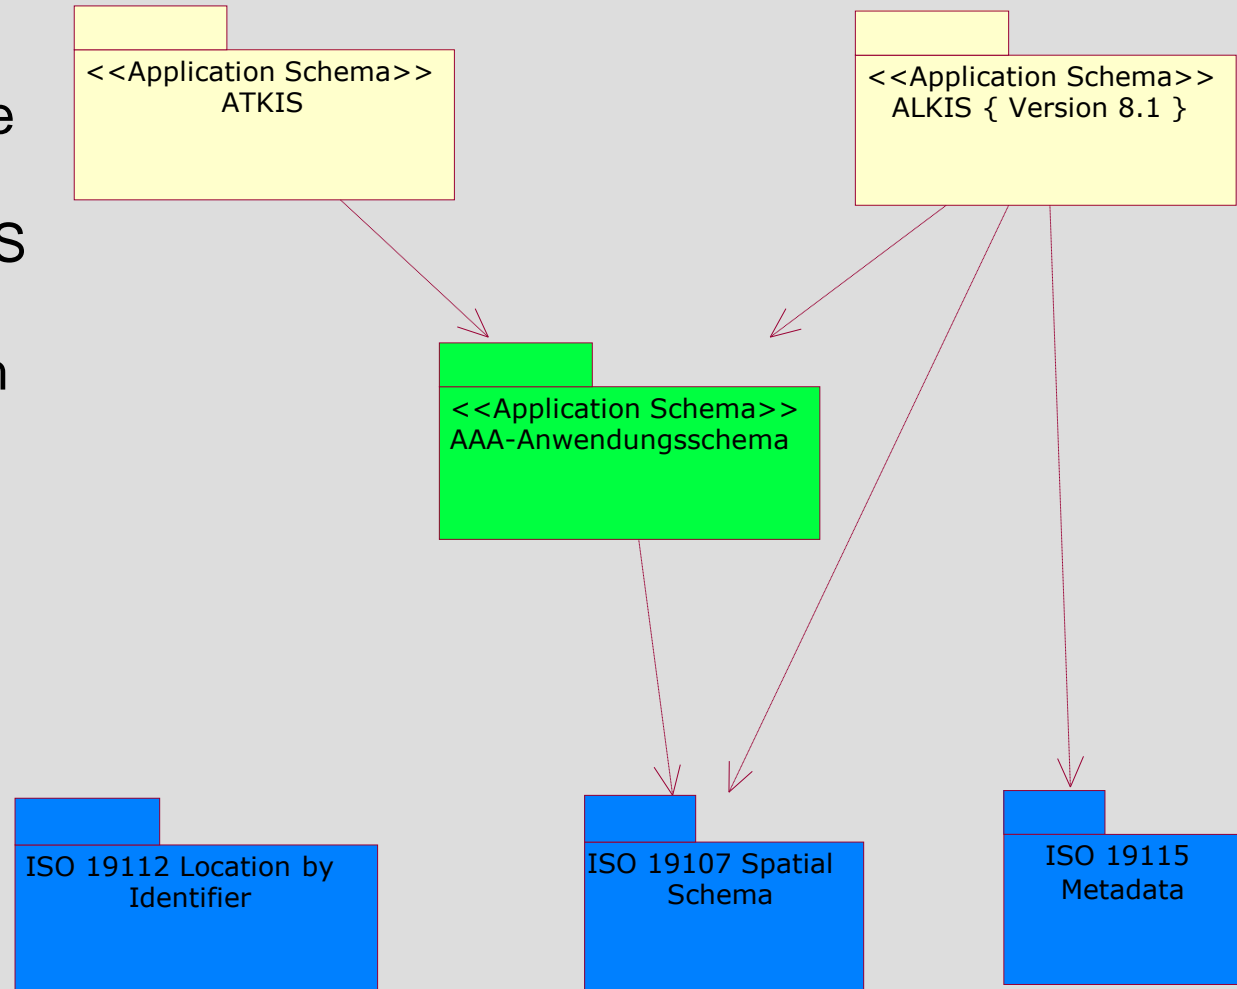 <<Application Schema>>
ATKIS
<<Application Schema>>
ALKIS { Version 8.1 }
<<Application Schema>>
AAA-Anwendungsschema
ISO 19112 Location by
Identifier
ISO 19107 Spatial
Schema
ISO 19115
Metadata